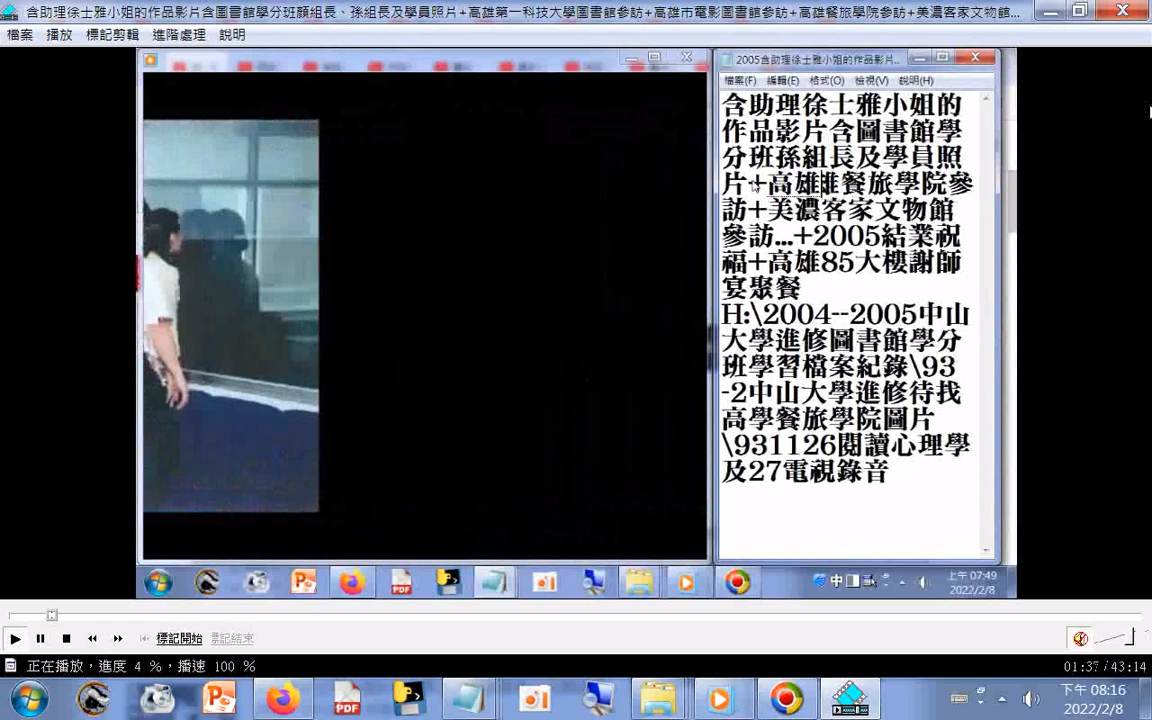 含助理徐士雅小姐的作品影片含圖書館學分班顏組長、孫組長及學員照片+高雄第一科技大學圖書館參訪+高雄市電影圖書館參訪+高雄餐旅學院參訪+美濃客家文物館...
檔案 播放 標記剪輯 進階處理 說明
2005含助理徐士雅小姐的作品影片...
檔案(F) 編輯(E) 格式(O) 檢視(V) 說明(H)
含助理徐士雅小姐的
作品影片含圖書館學
分班孫組長及學員照
片+高雄雄餐旅學院參
訪+美濃客家文物館
參訪...+2005結業祝
福+高雄85大樓謝師
宴聚餐
H:\2004--2005中山
大學進修圖書館學分
班學習檔案紀錄\93
-2中山大學進修待找
高學餐旅學院圖片
\931126閱讀心理學
及27電視錄音
中
上午 07:49
2022/2/8
標記開始 標記結束
正在播放，進度 4 %，播速 100 %
01:37 / 43:14
PDF
下午 08:16
2022/2/8